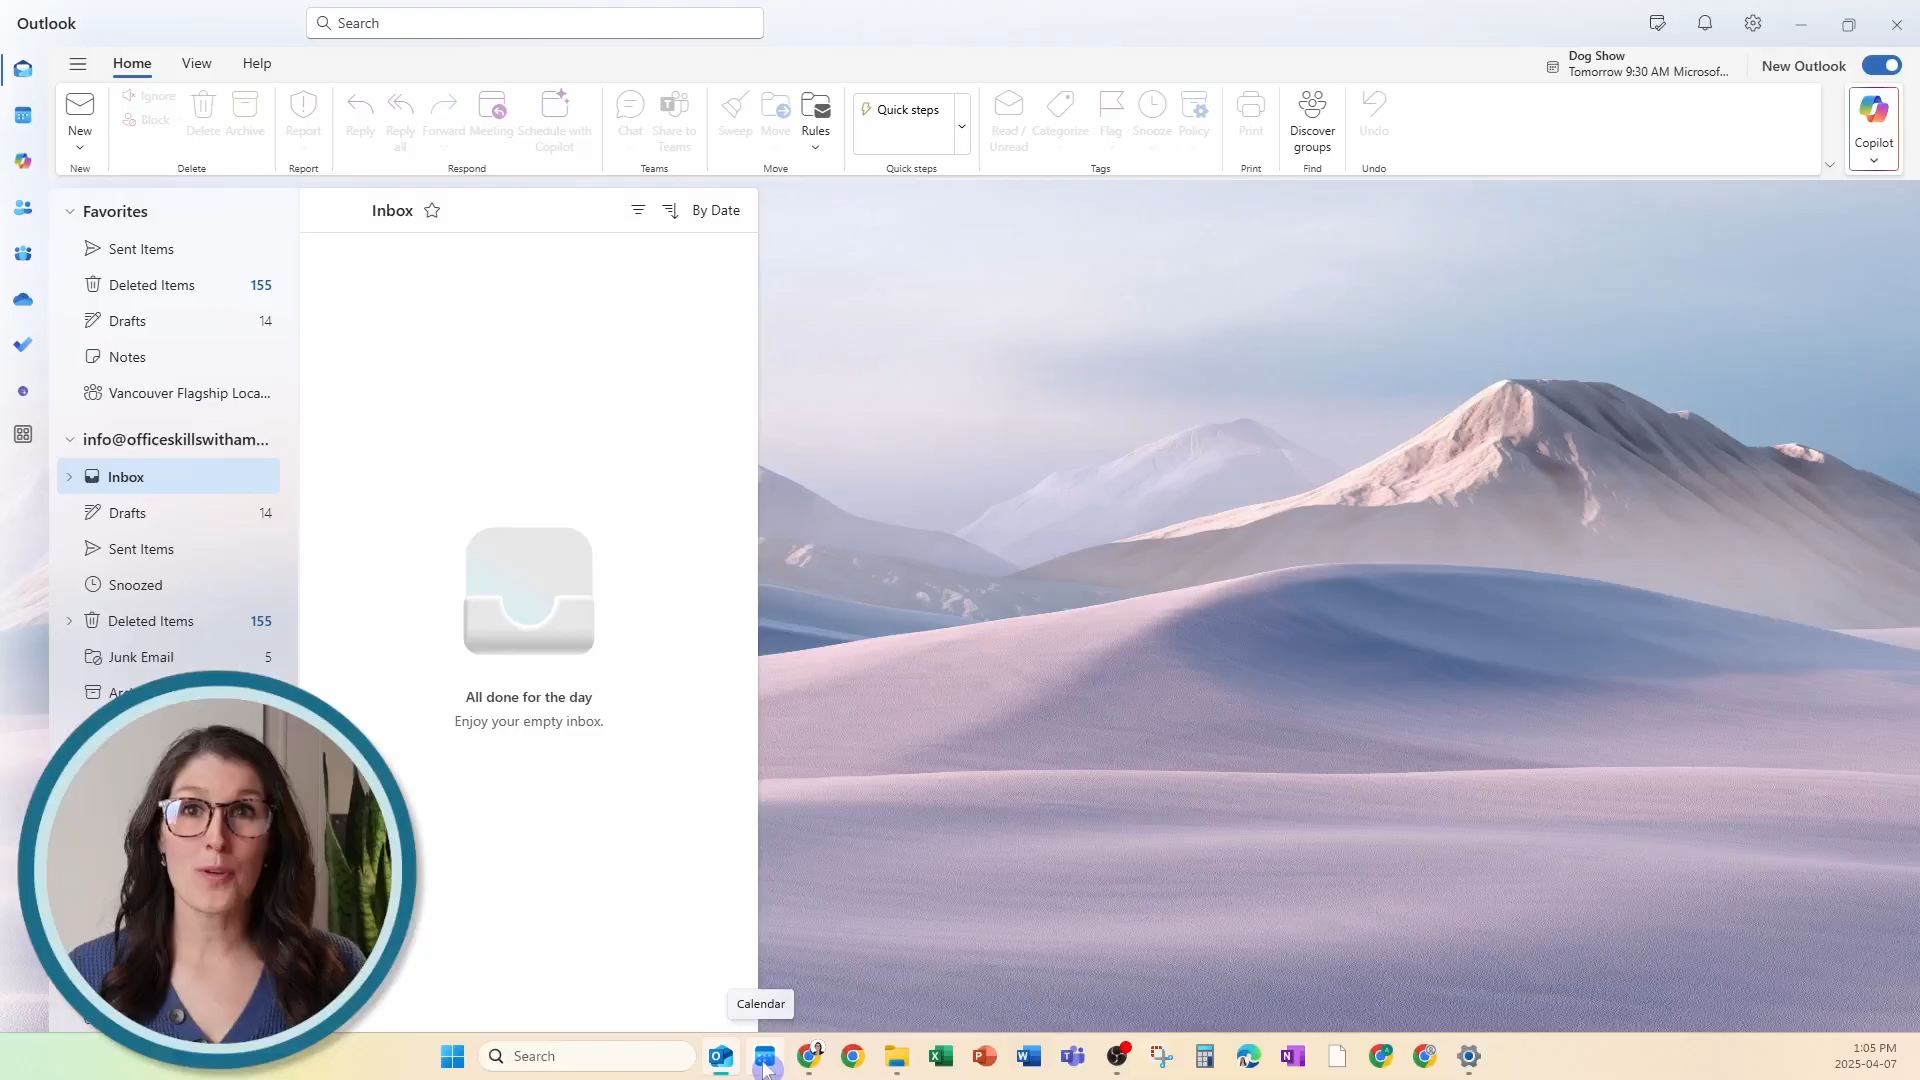 Outlook
Search
Home
View
Help
Dog Show
Tomorrow 9:30 AM Microsof...
New Outlook
New
Ignore
Block
Delete
Archive
Report
Reply
Reply all
Forward
Meeting
Schedule with Copilot
Chat
Share to Teams
Sweep
Move
Rules
Quick steps
Read / Unread
Categorize
Flag
Snooze
Policy
Print
Discover groups
Undo
Copilot
New
Delete
Report
Respond
Teams
Move
Quick steps
Tags
Print
Find
Undo
Favorites
Sent Items
Deleted Items 155
Drafts 14
Notes
Vancouver Flagship Loca...
info@officeskillswitham...
Inbox
Drafts 14
Sent Items
Snoozed
Deleted Items 155
Junk Email 5
Inbox
By Date
All done for the day
Enjoy your empty inbox.
Calendar
Search
1:05 PM
2025-04-07